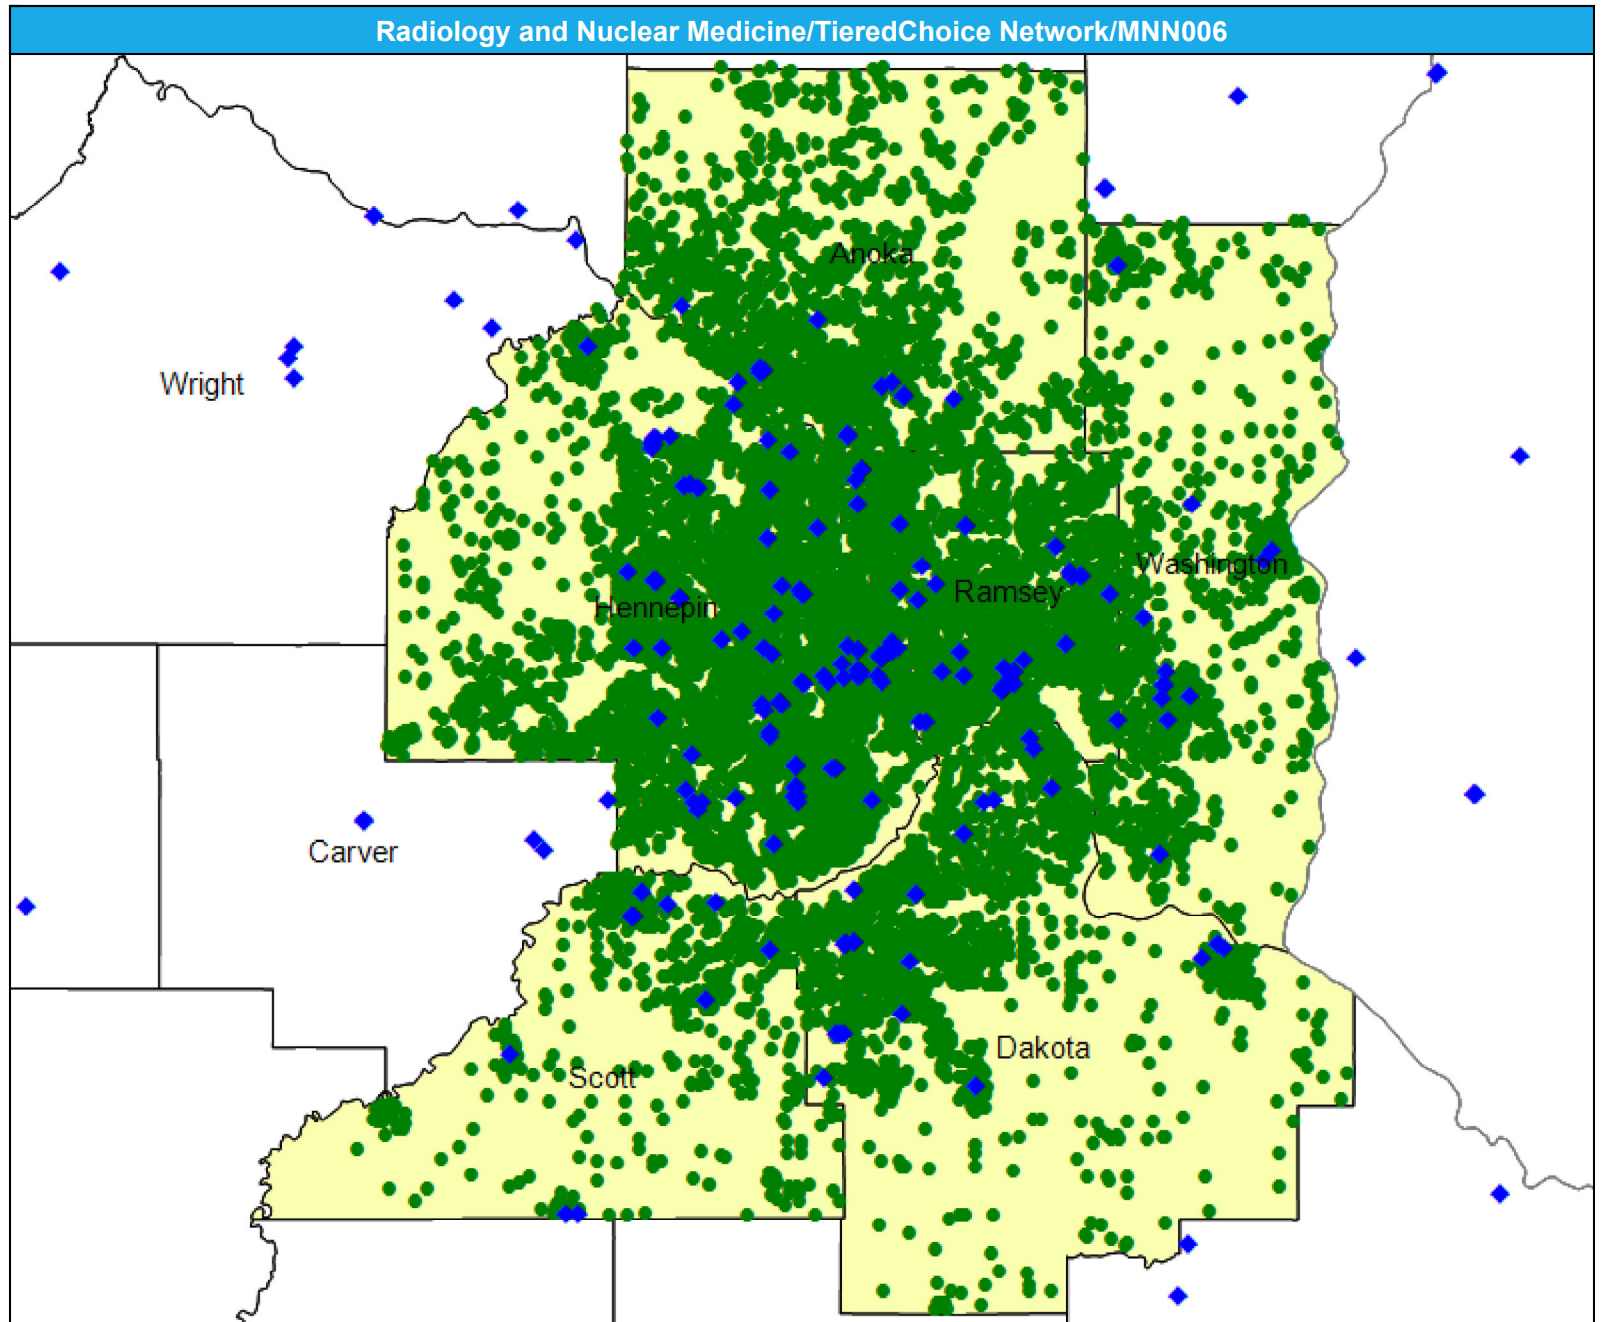 Radiology and Nuclear Medicine/TieredChoice Network/MNN006
Anoka
Wright
Washington
Ramsey
Hennepin
Carver
Dakota
Scott